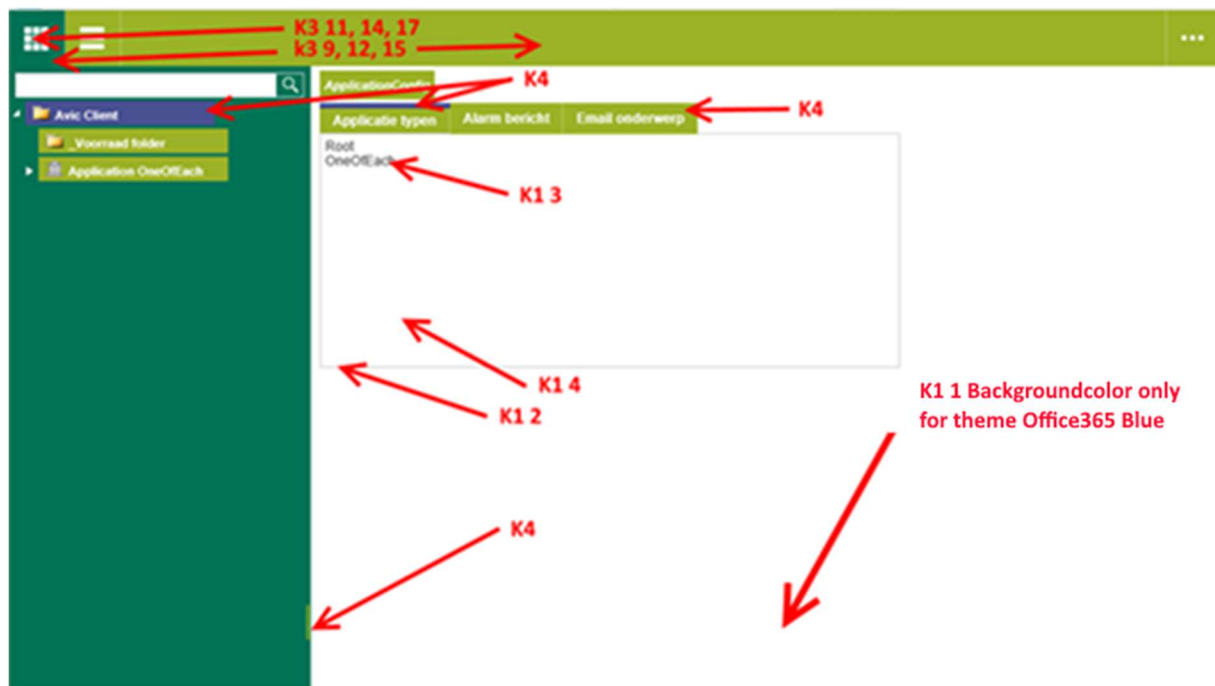 K3 11, 14, 17
k3 9, 12, 15
K4
ApplicationConfig
Avic Client
Applicatie typen
Alarm bericht
Email onderwerp
K4
_Voorraad folder
Root
Application OneOfEach
OneOfEach
K1 3
K1 4
K1 1 Backgroundcolor only
K1 2
for theme Office365 Blue
K4